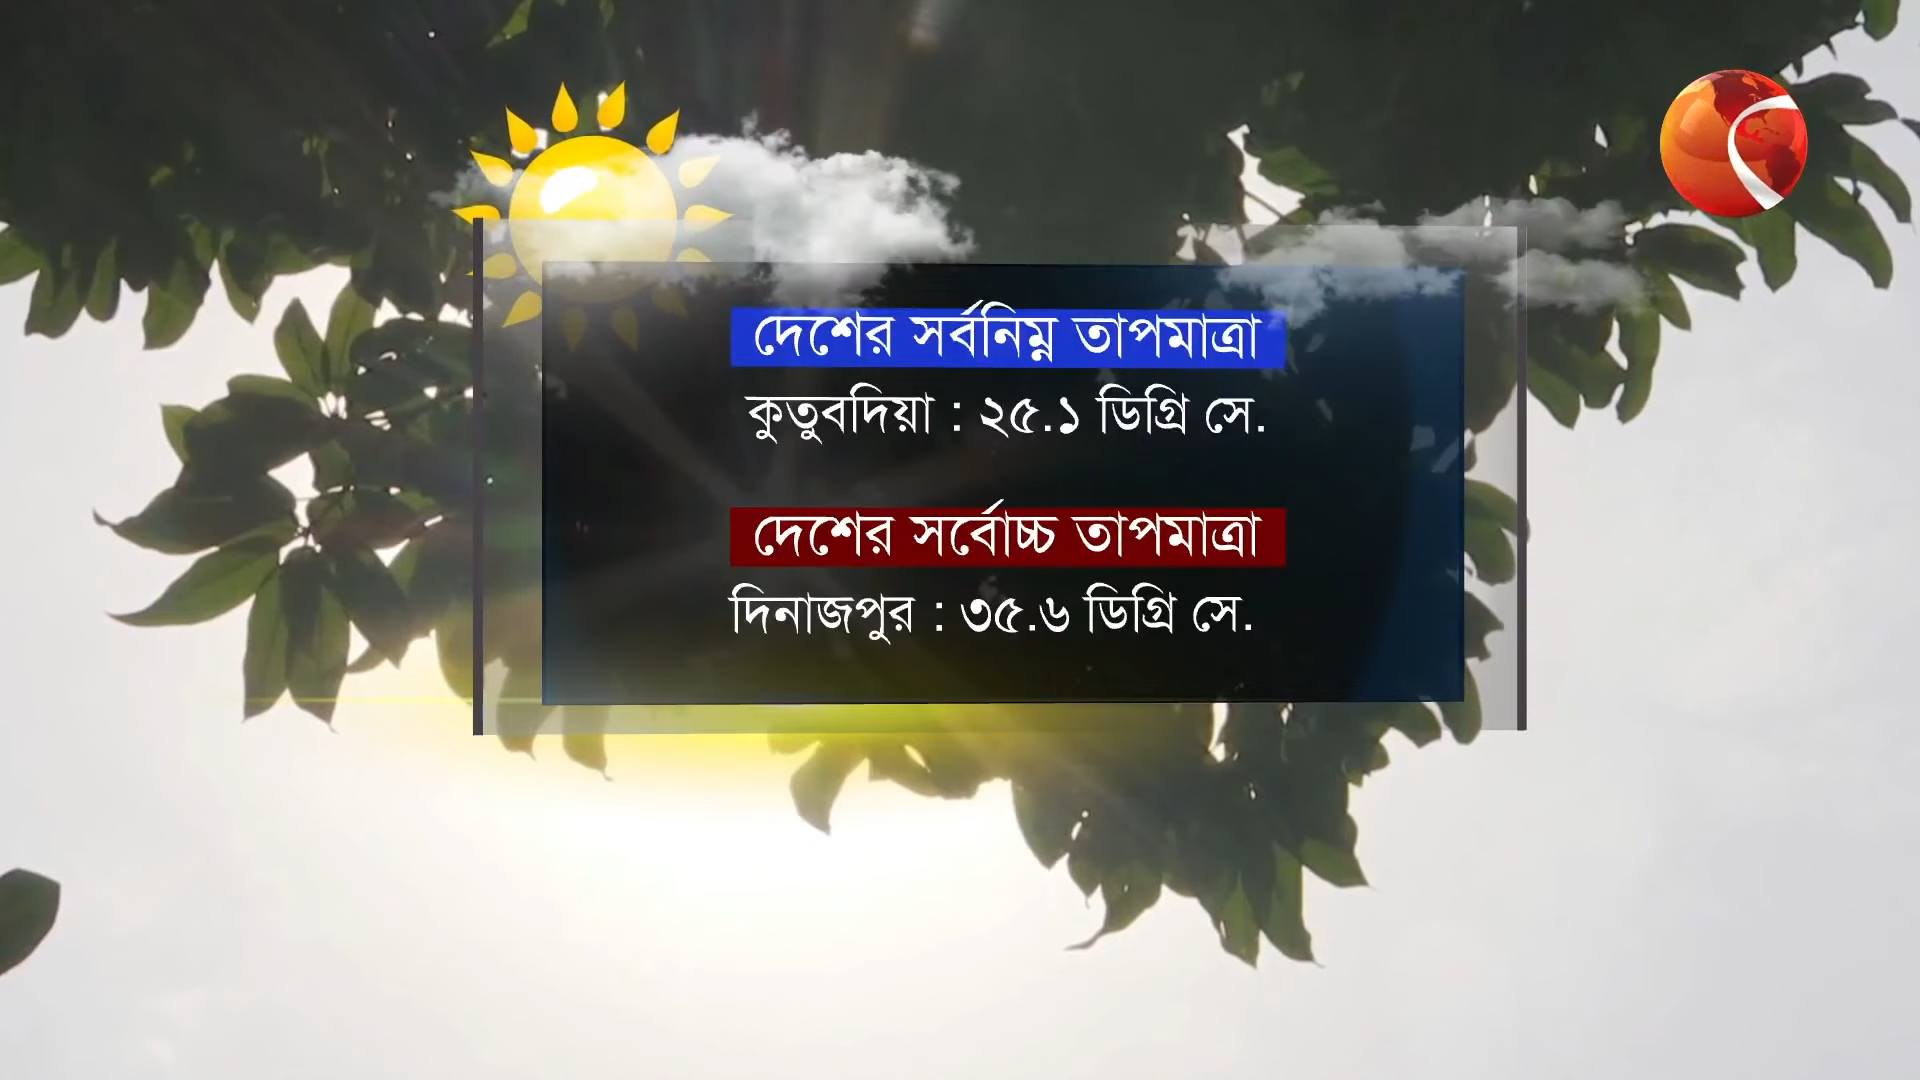 দেশের সর্বনিম্ন তাপমাত্রা
কুতুবদিয়া : ২৫.১ ডিগ্রি সে.
দেশের সর্বোচ্চ তাপমাত্রা
দিনাজপুর : ৩৫.৬ ডিগ্রি সে.